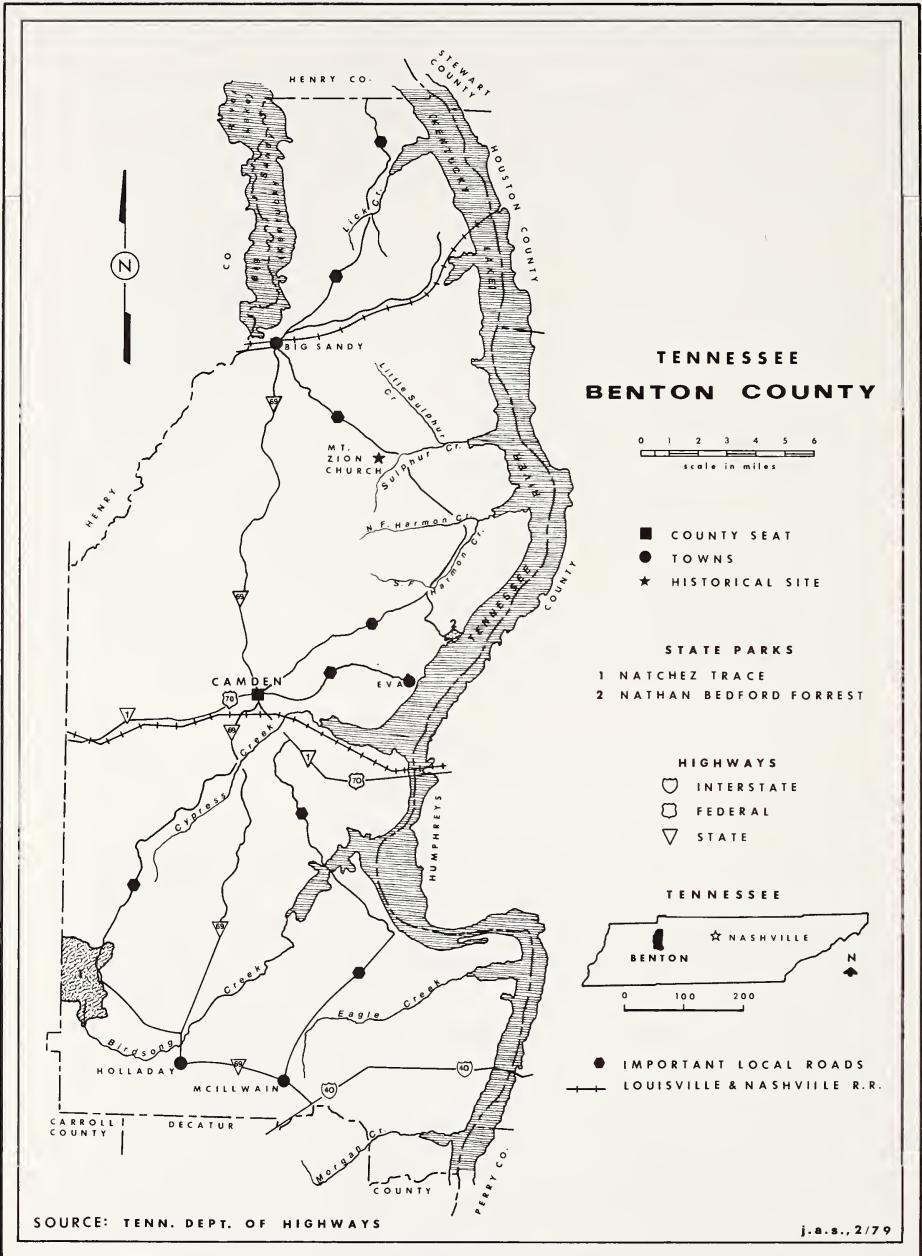 HENRY CO.
STEWART
COUNTY
KENTUCKY
HOUSTON COUNTY
LAKE
Lick Cr.
CO
BIG SANDY
N
69
Little Sulphur
Cr
MT.
ZION
CHURCH
Sulphur Cr.
RIVER
HENRY
N.F. Harmon Cr.
S.F. Harmon Cr.
COUNTY
69
2
TENNESSEE
CAMDEN
EVA
70
1
69
Creek
1
70
Cypress
HUMPHREYS
69
Creek
Eagle Creek
Birdsong
HOLLADAY
69
MCILLWAIN
40
40
CARROLL
COUNTY
DECATUR
Morgan Cr.
COUNTY
PERRY CO.
TENNESSEE
BENTON COUNTY
0 1 2 3 4 5 6
scale in miles
COUNTY SEAT
TOWNS
HISTORICAL SITE
STATE PARKS
1 NATCHEZ TRACE
2 NATHAN BEDFORD FORREST
HIGHWAYS
INTERSTATE
FEDERAL
STATE
TENNESSEE
NASHVILLE
BENTON
N
0 100 200
IMPORTANT LOCAL ROADS
LOUISVILLE & NASHVILLE R.R.
SOURCE: TENN. DEPT. OF HIGHWAYS
j.a.s., 2/79